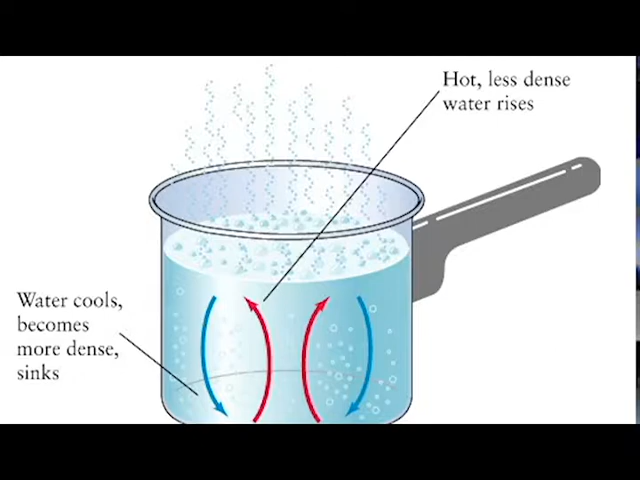 Hot, less dense
water rises
Water cools,
becomes
more dense,
sinks